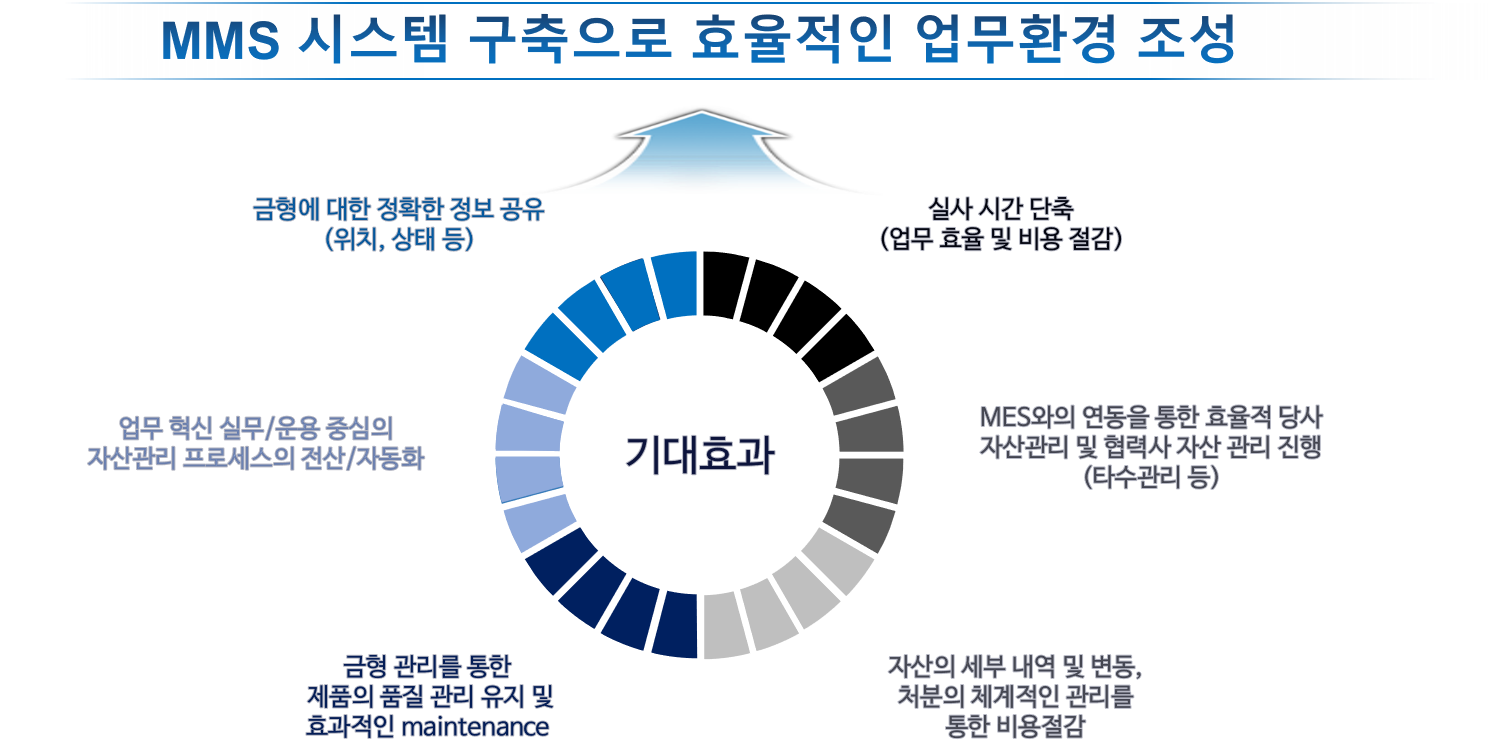 MMS 시스템 구축으로 효율적인 업무환경 조성
금형에 대한 정확한 정보 공유
(위치, 상태 등)
실사 시간 단축
(업무 효율 및 비용 절감)
업무 혁신 실무/운용 중심의
자산관리 프로세스의 전산/자동화
기대효과
MES와의 연동을 통한 효율적 당사
자산관리 및 협력사 자산 관리 진행
(타수관리 등)
금형 관리를 통한
제품의 품질 관리 유지 및
효과적인 maintenance
자산의 세부 내역 및 변동,
처분의 체계적인 관리를
통한 비용절감